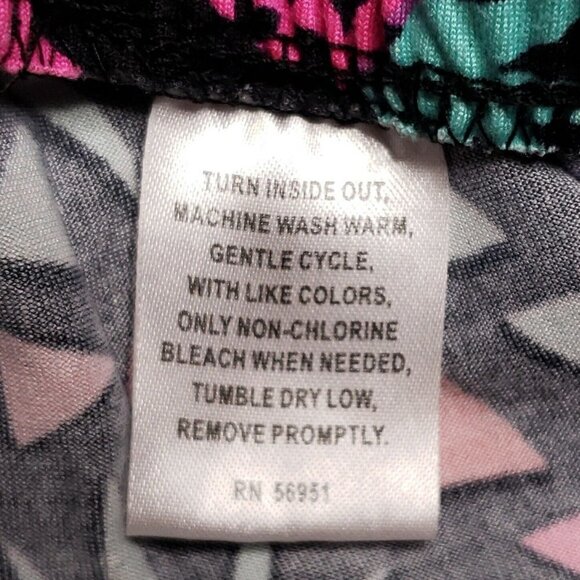 TURN INSIDE OUT,
MACHINE WASH WARM,
GENTLE CYCLE,
WITH LIKE COLORS,
ONLY NON-CHLORINE
BLEACH WHEN NEEDED,
TUMBLE DRY LOW,
REMOVE PROMPTLY.
RN 56951